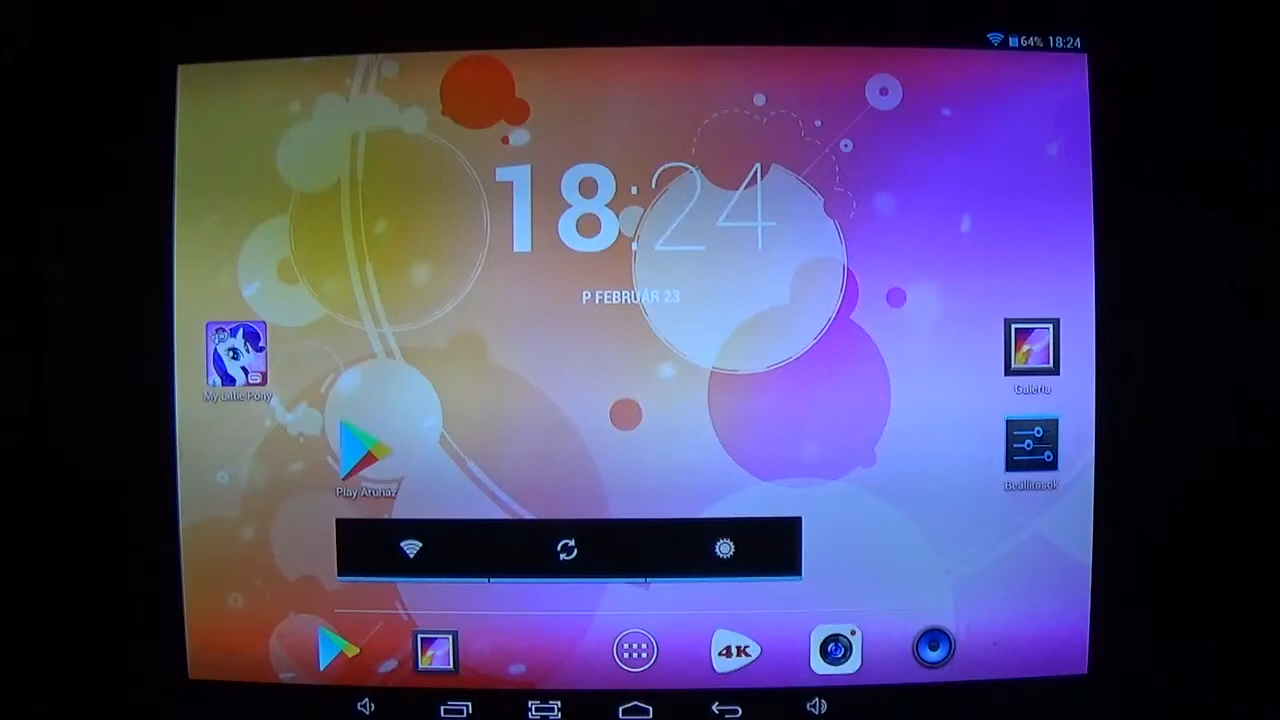 64% 18:24
18:24
P FEBRUÁR 23
My Little Pony
Galéria
Play Áruház
Beállítások
4K